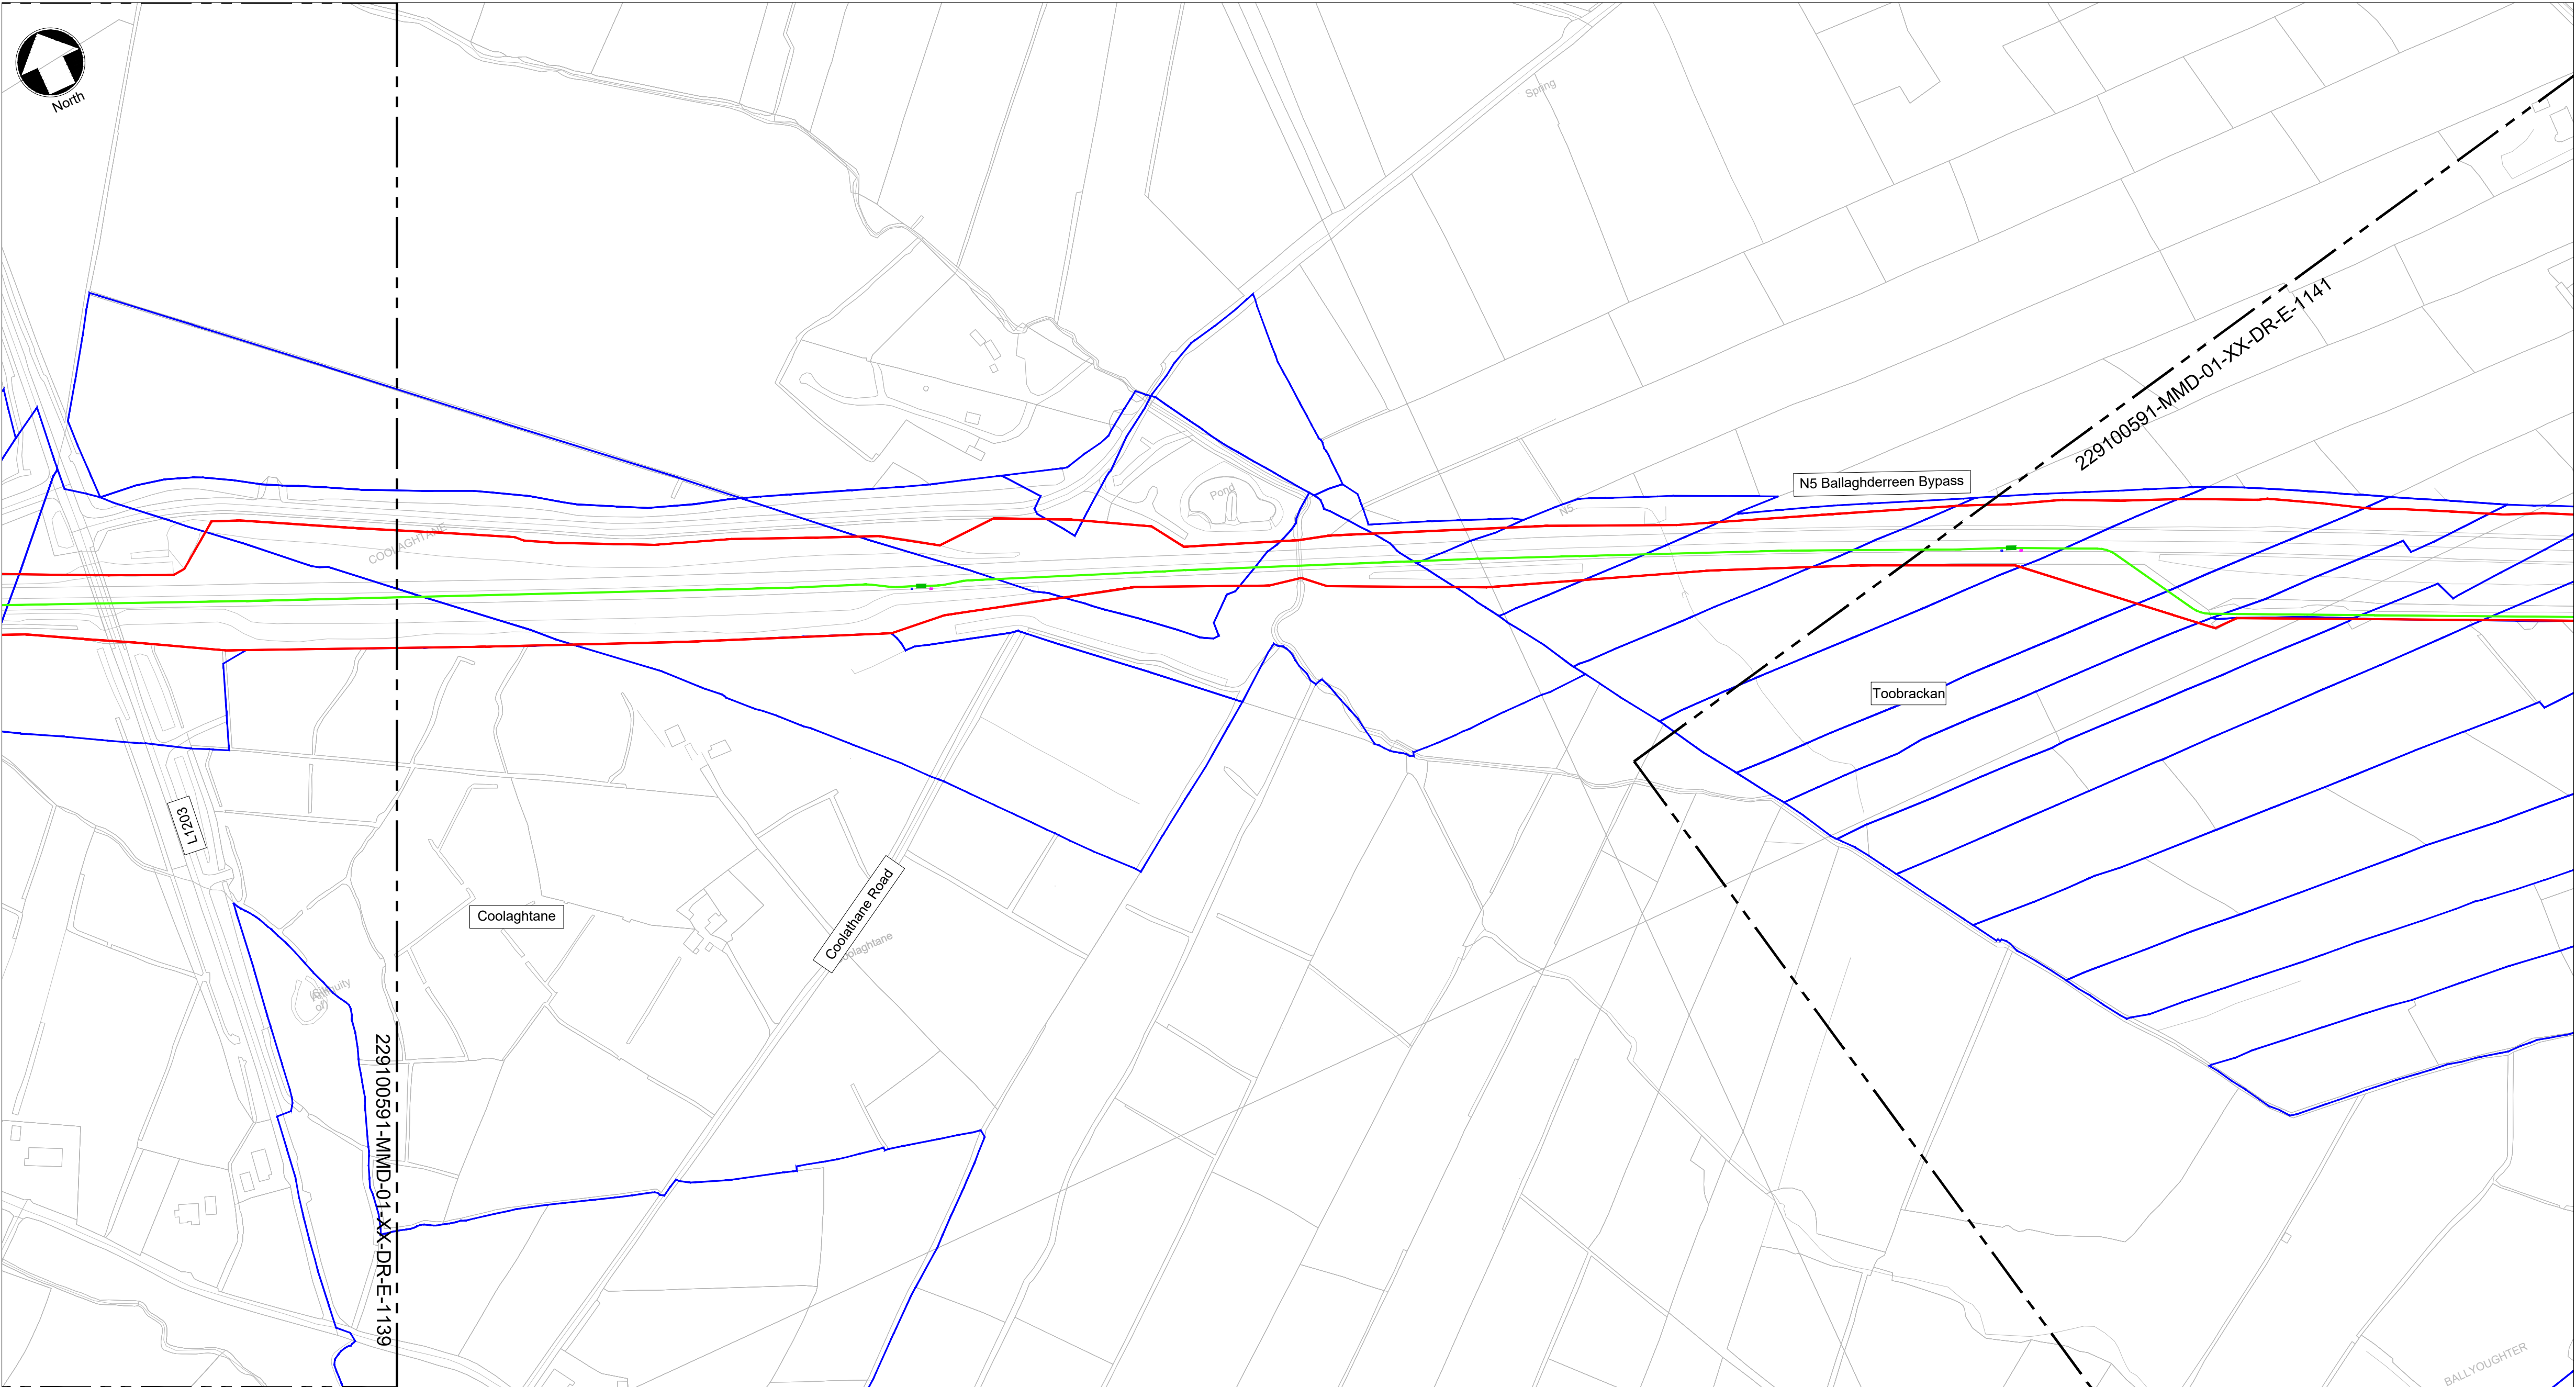 North
Spring
229100591-MMD-01-XX-DR-E-1141
N5 Ballaghderreen Bypass
Pond
N5
COOLAGHTANE
Toobrackan
L1203
Coolathane Road
Coolaghtane
229100591-MMD-01-XX-DR-E-1139
BALLYOUGHTER